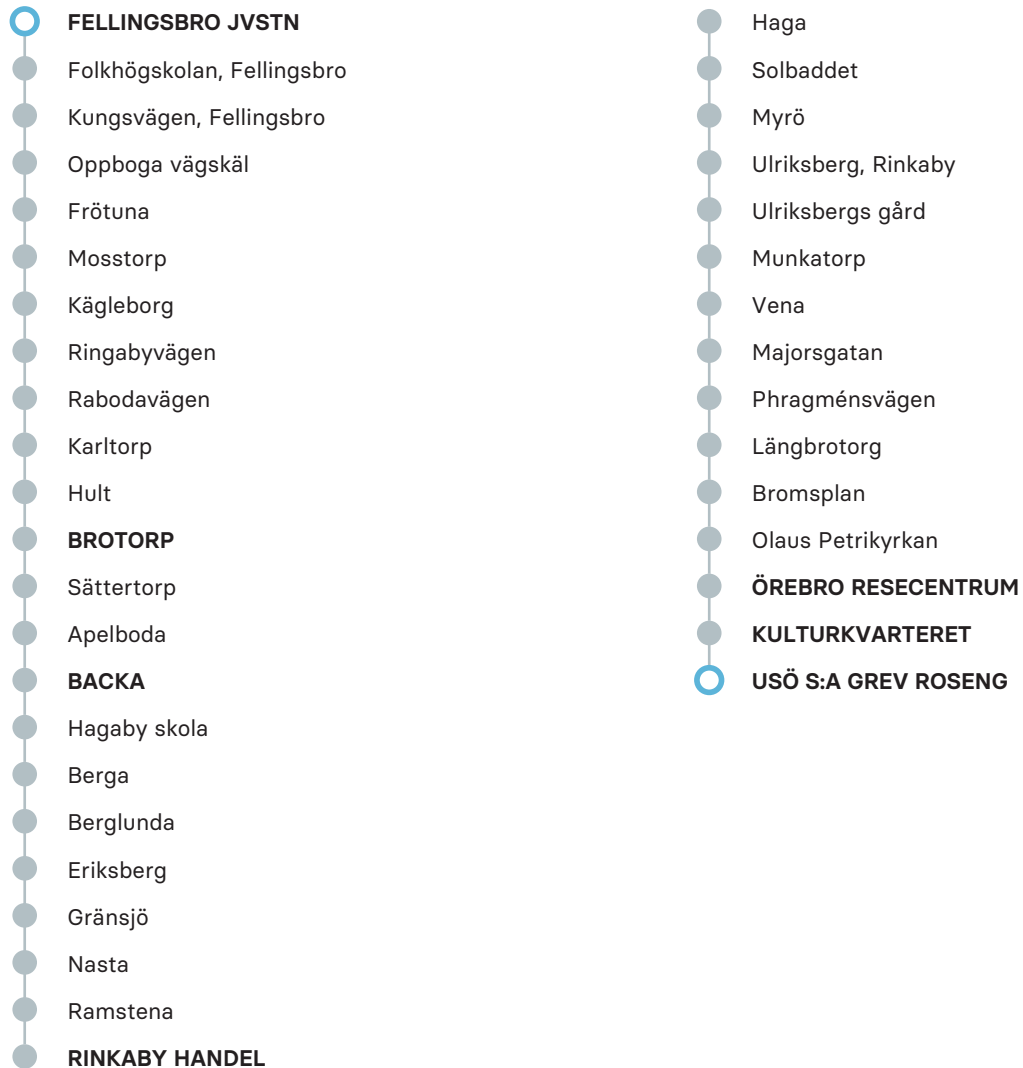 FELLINGSBRO JVSTN
Folkhögskolan, Fellingsbro
Kungsvägen, Fellingsbro
Oppboga vägskäl
Frötuna
Mosstorp
Kägleborg
Ringabyvägen
Rabodavägen
Karltorp
Hult
BROTORP
Sättertorp
Apelboda
BACKA
Hagaby skola
Berga
Berglunda
Eriksberg
Gränsjö
Nasta
Ramstena
RINKABY HANDEL
Haga
Solbaddet
Myrö
Ulriksberg, Rinkaby
Ulriksbergs gård
Munkatorp
Vena
Majorsgatan
Phragménsvägen
Längbrotorg
Bromsplan
Olaus Petrikyrkan
ÖREBRO RESECENTRUM
KULTURKVARTERET
USÖ S:A GREV ROSENG